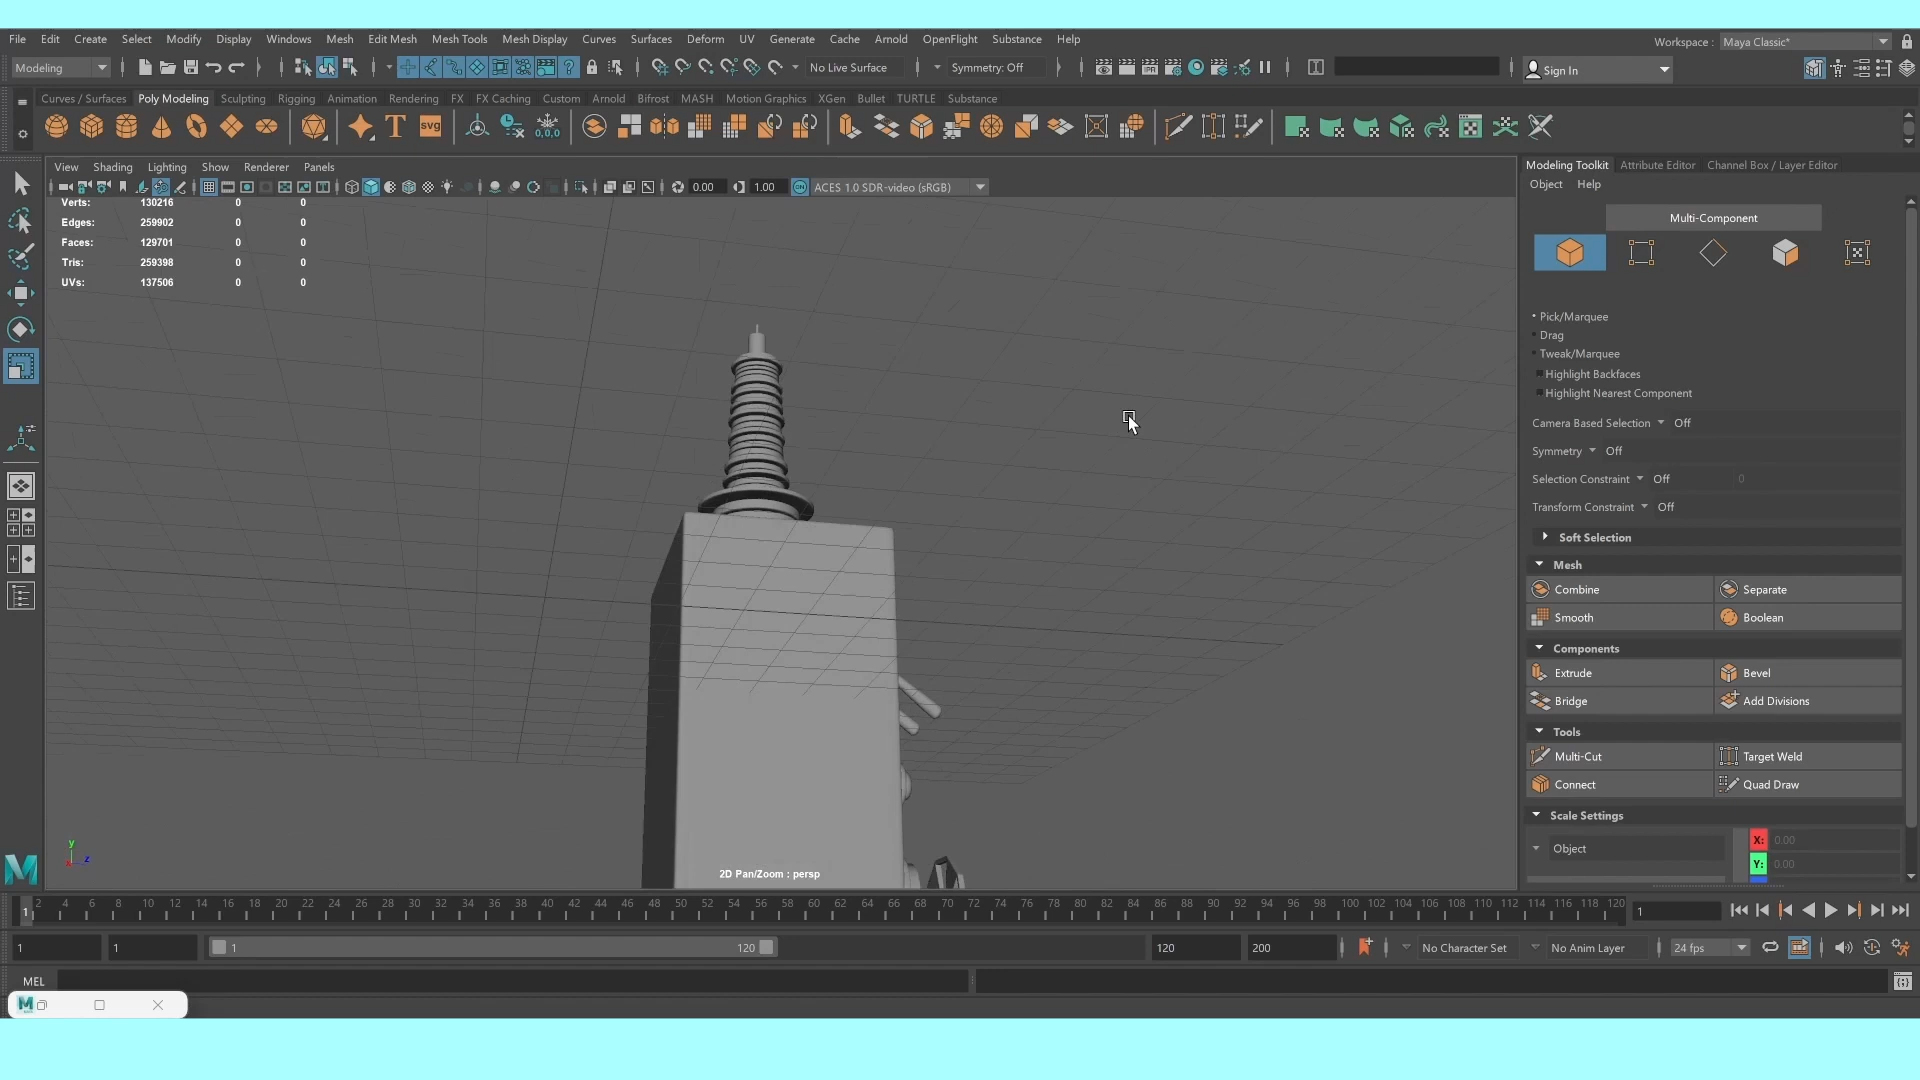 File Edit Create Select Modify Display Windows Mesh Edit Mesh Mesh Tools Mesh Display Curves Surfaces Deform UV Generate Cache Arnold OpenFlight Substance Help
Workspace : Maya Classic*
Modeling No Live Surface Symmetry: Off IPR Sign In
Curves / Surfaces Poly Modeling Sculpting Rigging Animation Rendering FX FX Caching Custom Arnold Bifrost MASH Motion Graphics XGen Bullet TURTLE Substance
T svg 0,0,0
View Shading Lighting Show Renderer Panels
0.00 1.00 ON ACES 1.0 SDR-video (sRGB)
Verts: 130216 0 0
Edges: 259902 0 0
Faces: 129701 0 0
Tris: 259398 0 0
UVs: 137506 0 0
y
x z
2D Pan/Zoom : persp
Modeling Toolkit Attribute Editor Channel Box / Layer Editor
Object Help
Multi-Component
Pick/Marquee
Drag
Tweak/Marquee
Highlight Backfaces
Highlight Nearest Component
Camera Based Selection Off
Symmetry Off
Selection Constraint Off 0
Transform Constraint Off
Soft Selection
Mesh
Combine Separate
Smooth Boolean
Components
Extrude Bevel
Bridge Add Divisions
Tools
Multi-Cut Target Weld
Connect Quad Draw
Scale Settings
Object X: 0.00
Y: 0.00
1 2 4 6 8 10 12 14 16 18 20 22 24 26 28 30 32 34 36 38 40 42 44 46 48 50 52 54 56 58 60 62 64 66 68 70 72 74 76 78 80 82 84 86 88 90 92 94 96 98 100 102 104 106 108 110 112 114 116 118 120 1
1 1 1 120 120 200 No Character Set No Anim Layer 24 fps
MEL
M